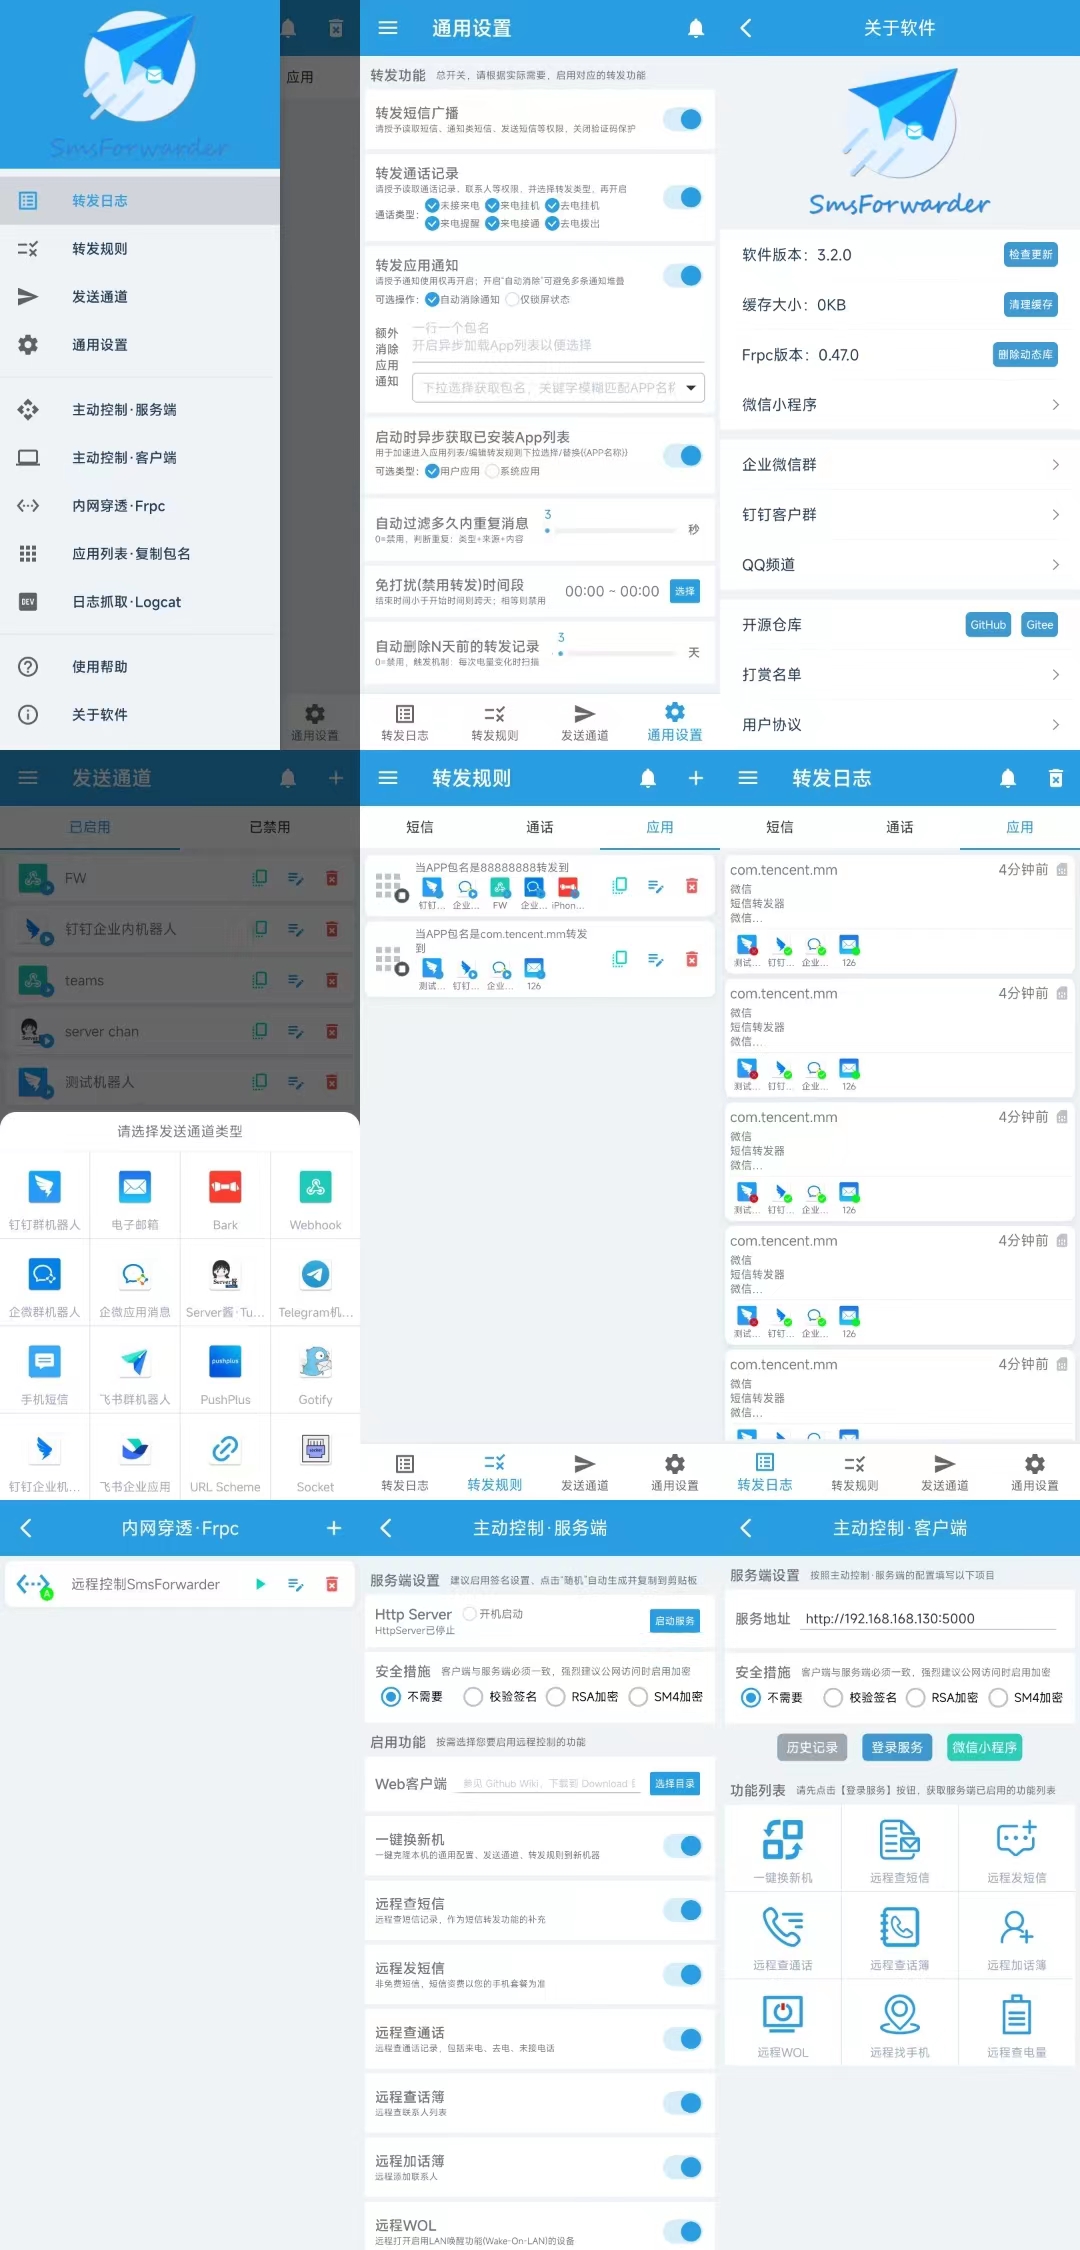 SmsForwarder
应用
转发日志
转发规则
发送通道
通用设置
主动控制·服务端
主动控制·客户端
内网穿透·Frpc
应用列表·复制包名
DEV
日志抓取·Logcat
使用帮助
关于软件
通用设置
通用设置
转发功能 总开关，请根据实际需要，启用对应的转发功能
转发短信广播
请授予读取短信、通知类短信、发送短信等权限，关闭验证码保护
转发通话记录
请授予读取通话记录、联系人等权限，并选择转发类型，再开启
通话类型: 未接来电 来电挂机 去电挂机
来电提醒 来电接通 去电拨出
转发应用通知
请授予通知使用权再开启；开启"自动消除"可避免多条通知堆叠
可选操作: 自动消除通知 仅锁屏状态
额外
消除
应用
通知
一行一个包名
开启异步加载App列表以便选择
下拉选择获取包名，关键字模糊匹配APP名称
启动时异步获取已安装App列表
用于加速进入应用列表/编辑转发规则下拉选择/替换{{APP名称}}
可选类型: 用户应用 系统应用
自动过滤多久内重复消息 3 秒
0=禁用，判断重复: 类型+来源+内容
免打扰(禁用转发)时间段 00:00 ~ 00:00 选择
结束时间小于开始时间则跨天；相等则禁用
自动删除N天前的转发记录 3 天
0=禁用，触发机制: 每次电量变化时扫描
转发日志 转发规则 发送通道 通用设置
关于软件
SmsForwarder
软件版本：3.2.0 检查更新
缓存大小：0KB 清理缓存
Frpc版本：0.47.0 删除动态库
微信小程序
企业微信群
钉钉客户群
QQ频道
开源仓库 GitHub Gitee
打赏名单
用户协议
发送通道
已启用 已禁用
FW
钉钉企业内机器人
teams
server chan
测试机器人
请选择发送通道类型
钉钉群机器人 电子邮箱 Bark Webhook
企微群机器人 企微应用消息 Server酱·Tu... Telegram机...
手机短信 飞书群机器人 PushPlus Gotify
钉钉企业机... 飞书企业应用 URL Scheme Socket
转发规则
短信 通话 应用
当APP包名是88888888转发到
钉钉... 企业... FW 企业... iPhon...
当APP包名是com.tencent.mm转发
到
测试... 钉钉... 企业... 126
转发日志 转发规则 发送通道 通用设置
转发日志
短信 通话 应用
com.tencent.mm 4分钟前
微信
短信转发器
微信...
测试... 钉钉... 企业... 126
com.tencent.mm 4分钟前
微信
短信转发器
微信...
测试... 钉钉... 企业... 126
com.tencent.mm 4分钟前
微信
短信转发器
微信...
测试... 钉钉... 企业... 126
com.tencent.mm 4分钟前
微信
短信转发器
微信...
测试... 钉钉... 企业... 126
com.tencent.mm 4分钟前
微信
短信转发器
微信...
转发日志 转发规则 发送通道 通用设置
内网穿透·Frpc
远程控制SmsForwarder
主动控制·服务端
服务端设置 建议启用签名设置、点击"随机"自动生成并复制到剪贴板
Http Server 开机启动 启动服务
HttpServer已停止
安全措施 客户端与服务端必须一致，强烈建议公网访问时启用加密
不需要 校验签名 RSA加密 SM4加密
启用功能 按需选择您要启用远程控制的功能
Web客户端 参见 Github Wiki，下载到 Download 选择目录
一键换新机
一键克隆本机的通用配置、发送通道、转发规则到新机器
远程查短信
远程查短信记录，作为短信转发功能的补充
远程发短信
非免费短信，短信资费以您的手机套餐为准
远程查通话
远程查通话记录，包括来电、去电、未接电话
远程查话簿
远程查联系人列表
远程加话簿
远程添加联系人
远程WOL
远程打开启用LAN唤醒功能(Wake-On-LAN)的设备
主动控制·客户端
服务端设置 按照主动控制·服务端的配置填写以下项目
服务地址 http://192.168.168.130:5000
安全措施 客户端与服务端必须一致，强烈建议公网访问时启用加密
不需要 校验签名 RSA加密 SM4加密
历史记录 登录服务 微信小程序
功能列表 请先点击【登录服务】按钮，获取服务端已启用的功能列表
一键换新机 远程查短信 远程发短信
远程查通话 远程查话簿 远程加话簿
远程WOL 远程找手机 远程查电量